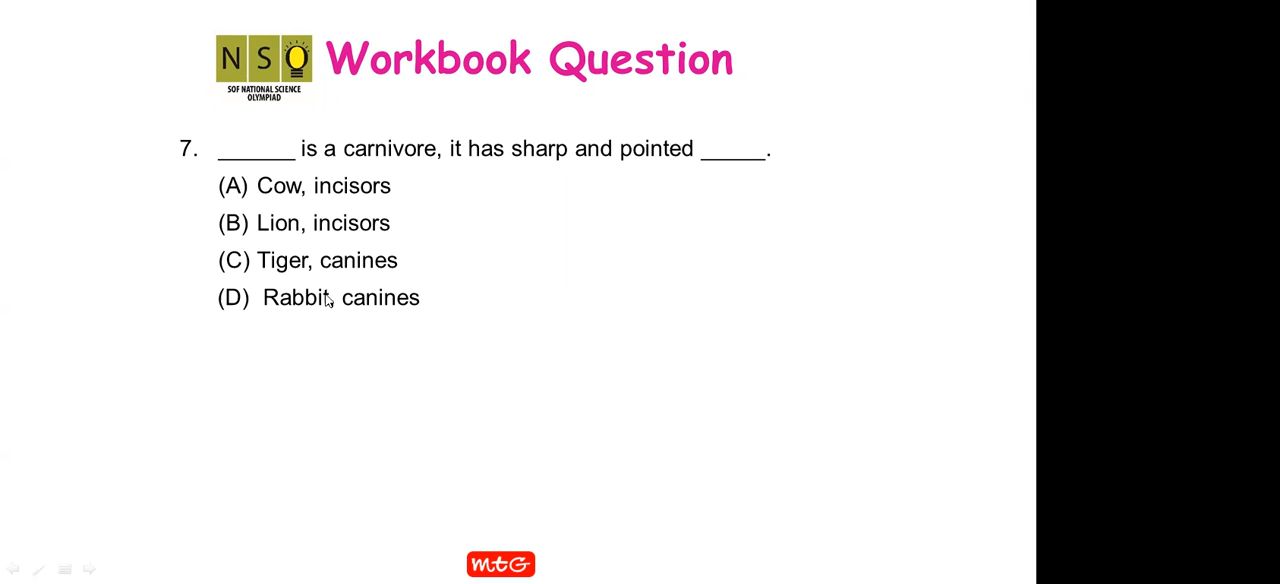 NSO Workbook Question
SOF NATIONAL SCIENCE
OLYMPIAD
7. ______ is a carnivore, it has sharp and pointed _____.
(A) Cow, incisors
(B) Lion, incisors
(C) Tiger, canines
(D) Rabbit, canines
mtG